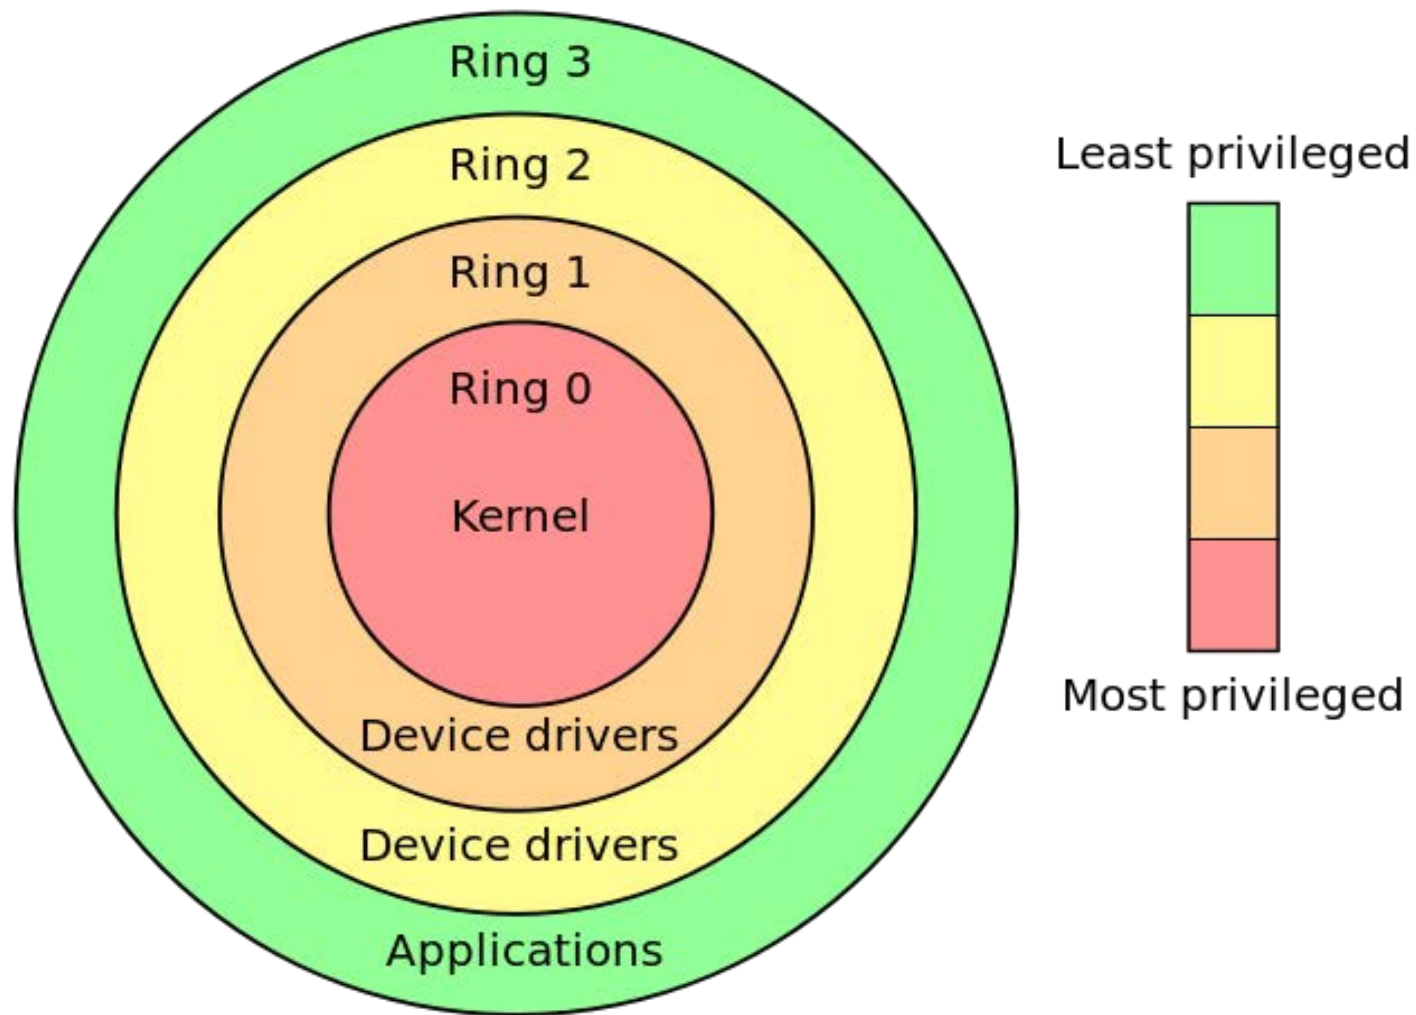 Ring 3
Ring 2
Ring 1
Ring 0
Kernel
Device drivers
Device drivers
Applications
Least privileged
Most privileged